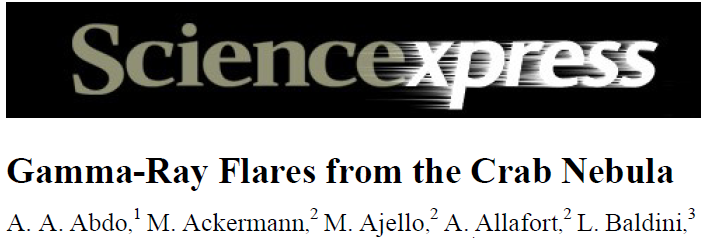 Sciencexpress
Gamma-Ray Flares from the Crab Nebula
A. A. Abdo,¹ M. Ackermann,² M. Ajello,² A. Allafort,² L. Baldini,³